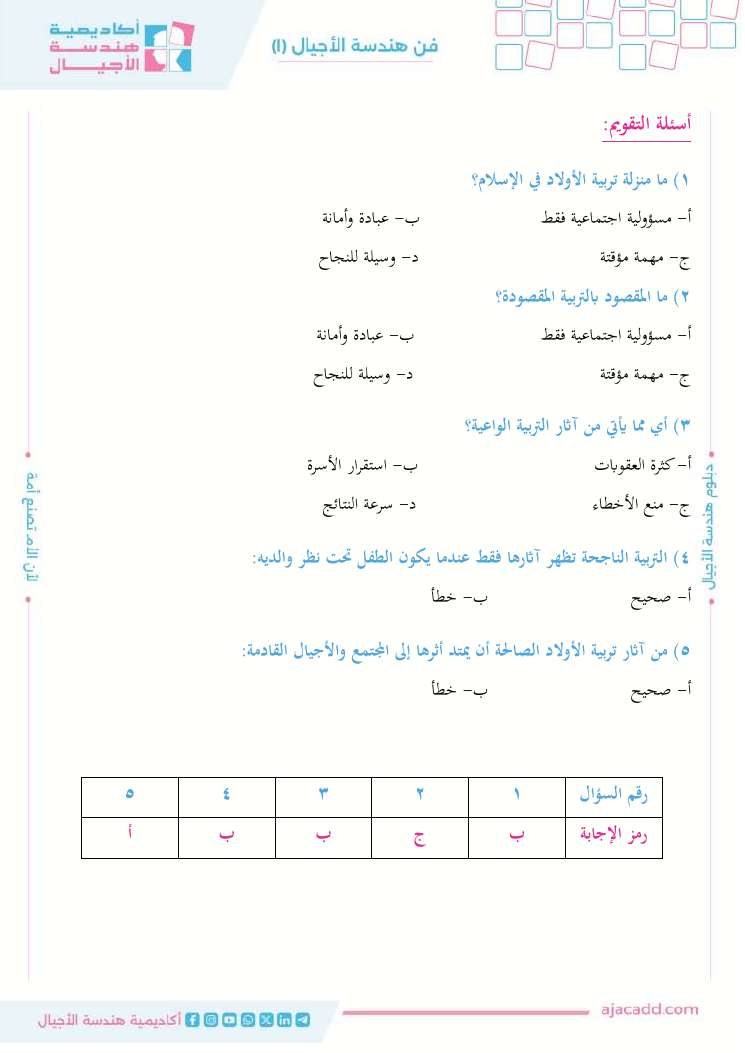 أكاديمية
هندسة
الأجيال
فن هندسة الأجيال (١)
أسئلة التقويم:
١) ما منزلة تربية الأولاد في الإسلام؟
أ- مسؤولية اجتماعية فقط ب- عبادة وأمانة
ج- مهمة مؤقتة د- وسيلة للنجاح
٢) ما المقصود بالتربية المقصودة؟
أ- مسؤولية اجتماعية فقط ب- عبادة وأمانة
ج- مهمة مؤقتة د- وسيلة للنجاح
٣) أي مما يأتي من آثار التربية الواعية؟
أ- كثرة العقوبات ب- استقرار الأسرة
ج- منع الأخطاء د- سرعة النتائج
٤) التربية الناجحة تظهر آثارها فقط عندما يكون الطفل تحت نظر والديه:
أ- صحيح ب- خطأ
٥) من آثار تربية الأولاد الصالحة أن يمتد أثرها إلى المجتمع والأجيال القادمة:
أ- صحيح ب- خطأ
رقم السؤال ١ ٢ ٣ ٤ ٥
رمز الإجابة ب ج ب ب أ
دبلوم هندسة الأجيال
لأن الأم تصنع أمة
ajacadd.com
أكاديمية هندسة الأجيال